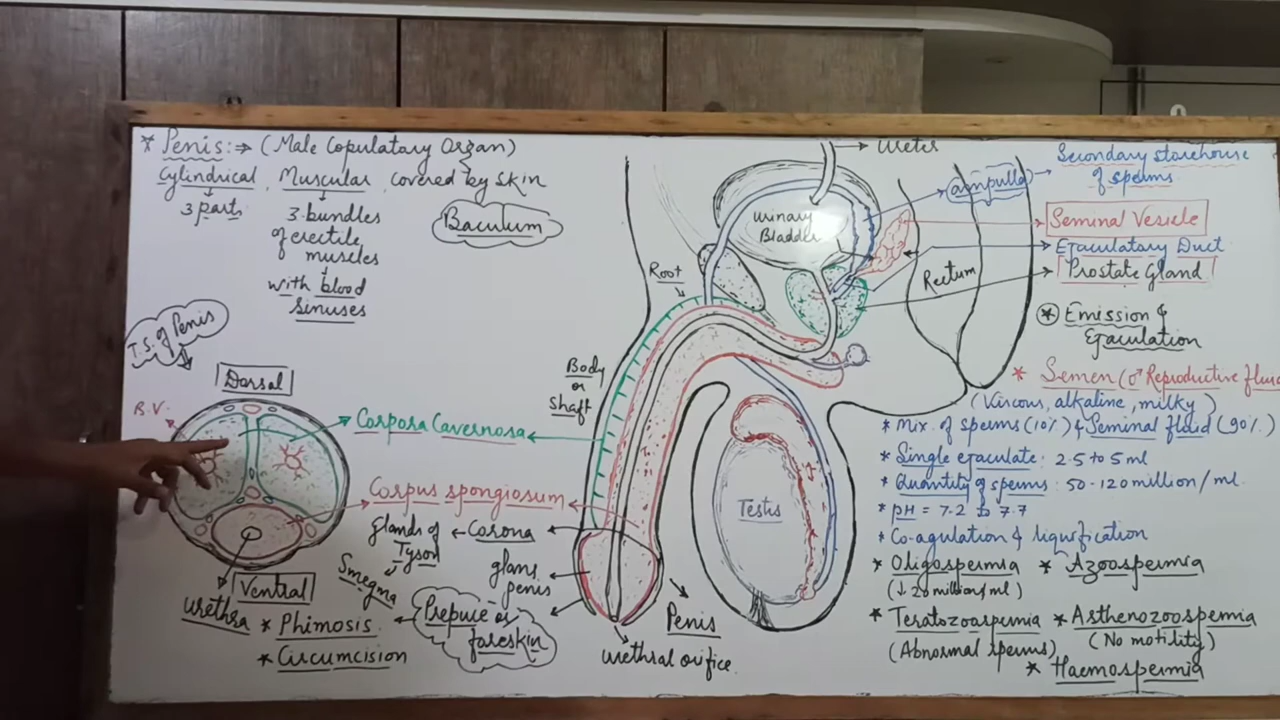 * Penis:⇒ (Male Copulatory Organ)
Cylindrical, Muscular, covered by skin
3 parts
3 bundles
of erectile
muscles
with blood
sinuses
Baculum
T.S. of Penis
Dorsal
B.V.
Corpora Cavernosa
Corpus spongiosum
Ventral
urethra
* Phimosis
* Circumcision
glands of
Tyson
Smegma
Corona
glans
penis
Prepuce or
foreskin
Root
Body
or
Shaft
Penis
Urethral orifice
Testis
Urinary
Bladder
Rectum
Ureter
ampulla
Secondary storehouse
of sperms
Seminal Vesicle
Ejaculatory Duct
Prostate Gland
* Emission &
Ejaculation
* Semen (♂ Reproductive fluid
(Viscous, alkaline, milky)
* Mix. of sperms (10%) & Seminal fluid (90%)
* Single ejaculate: 2.5 to 5 ml
* Quantity of sperms: 50-120 million/ml.
* pH = 7.2 to 7.7
* Co-agulation & liquification
* Oligospermia
(↓ 20 million/ml)
* Azoospermia
* Teratozoospermia
(Abnormal sperms)
* Asthenozoospemia
(No motility)
* Haemospermia